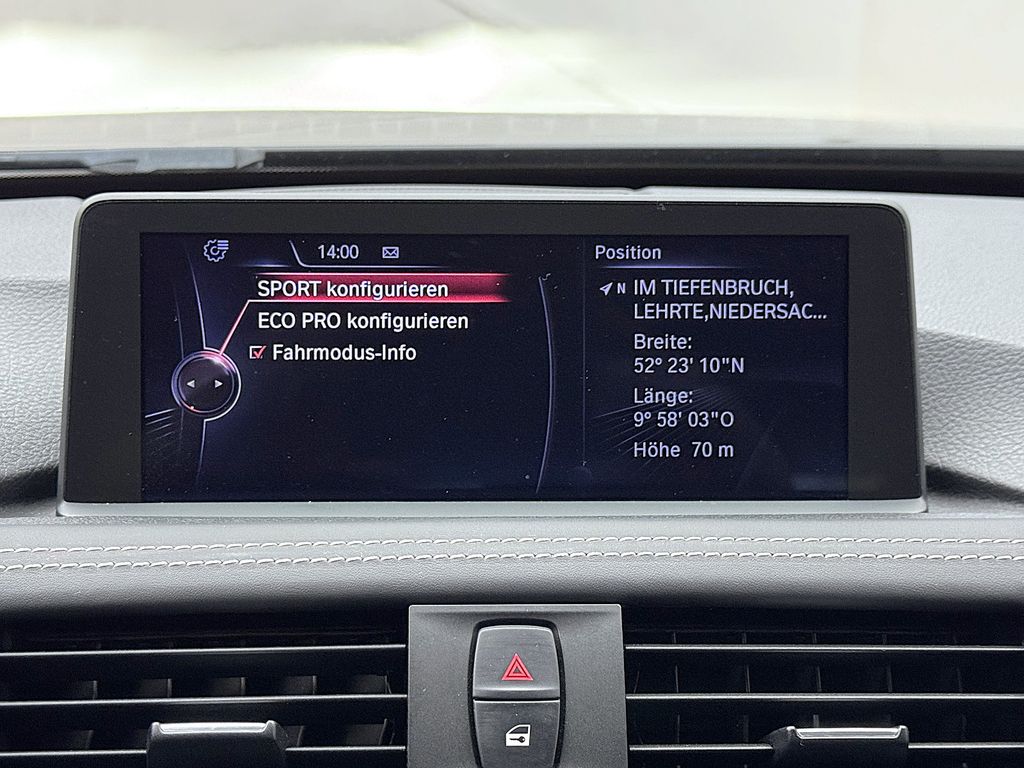 14:00
SPORT konfigurieren
ECO PRO konfigurieren
Fahrmodus-Info
Position
N IM TIEFENBRUCH,
LEHRTE,NIEDERSAC...
Breite:
52° 23' 10"N
Länge:
9° 58' 03"O
Höhe 70 m